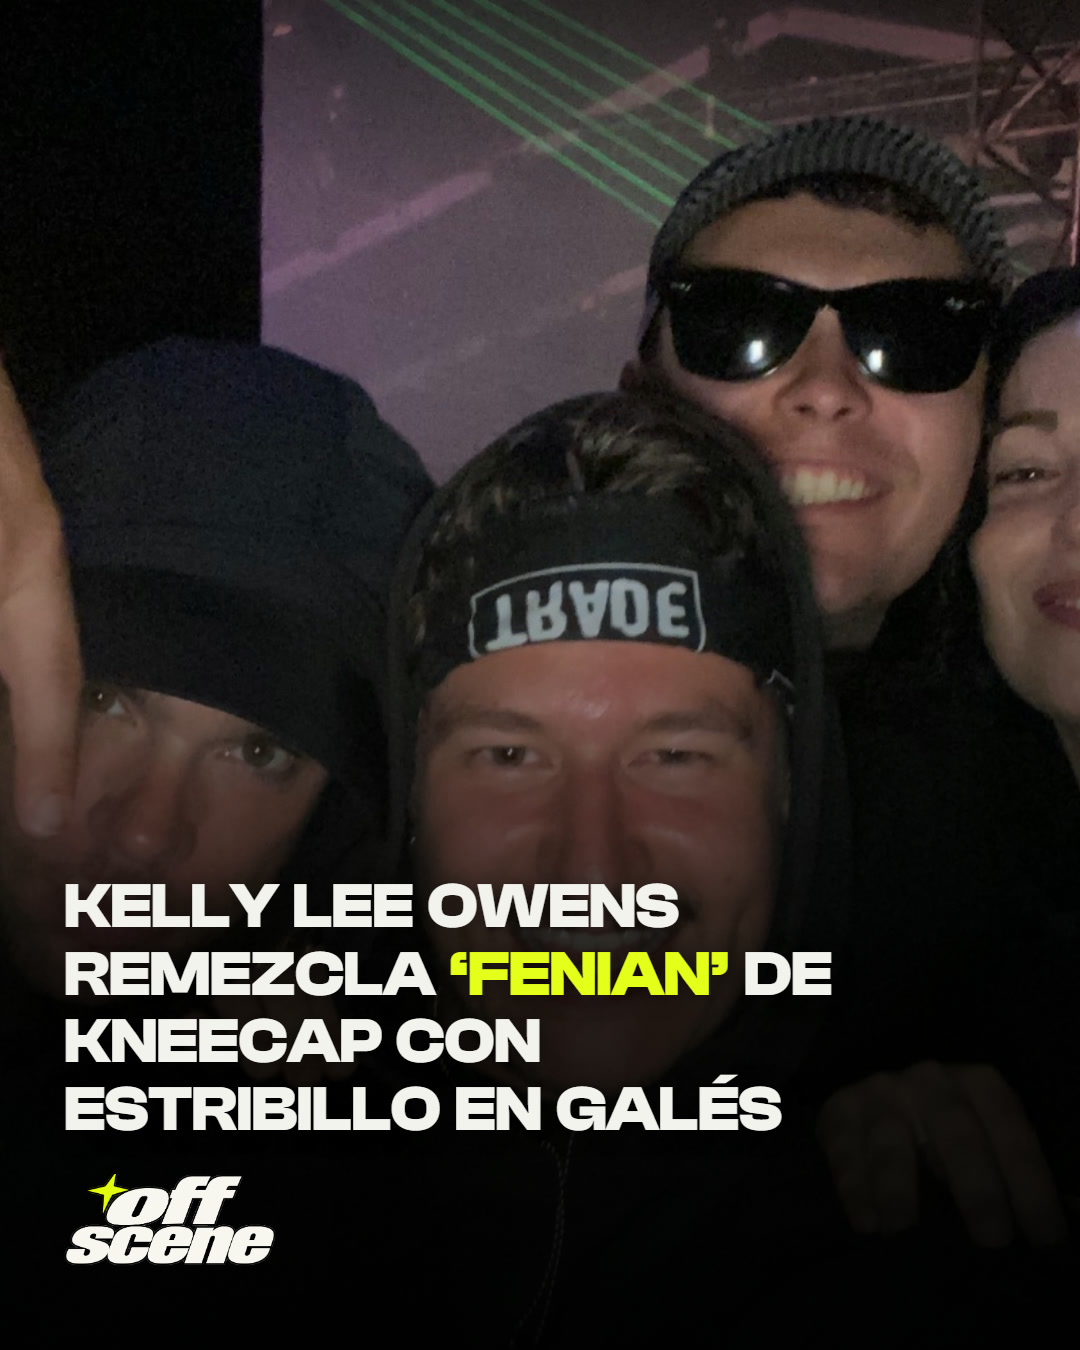 TRADE
KELLY LEE OWENS
REMEZCLA ‘FENIAN’ DE
KNEECAP CON
ESTRIBILLO EN GALÉS
off
scene